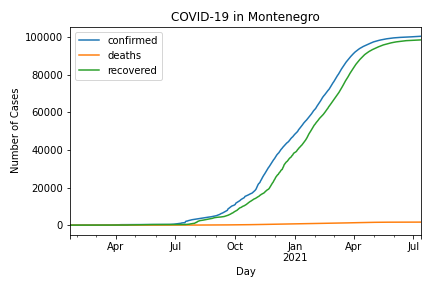 COVID-19 in Montenegro
confirmed
deaths
recovered
100000
80000
60000
40000
20000
0
Number of Cases
Apr Jul Oct Jan Apr Jul
2021
Day